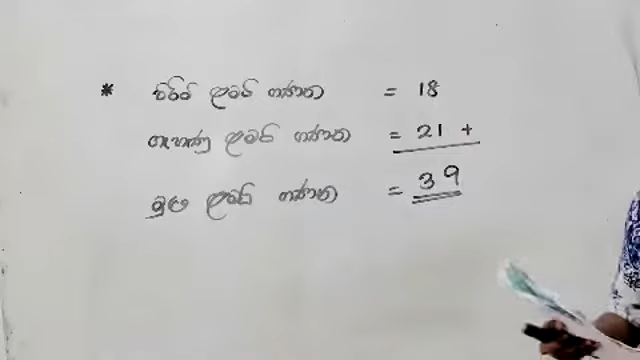 * පිරිමි ළමයි ගණන = 18
ගැහැණු ළමයි ගණන = 21 +
මුළු ළමයි ගණන = 39